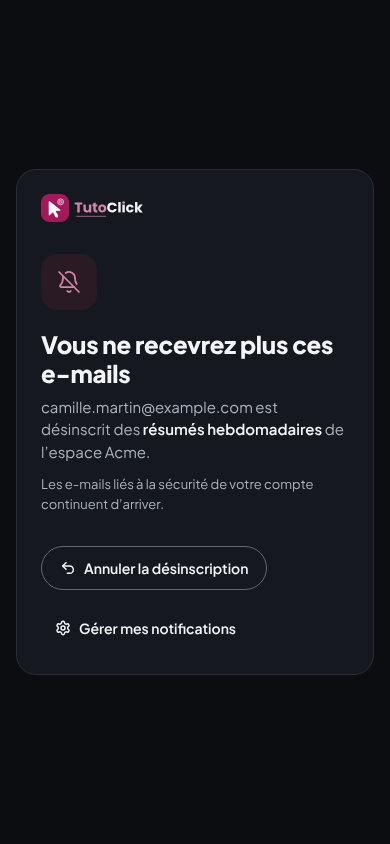 TutoClick
Vous ne recevrez plus ces
e-mails
camille.martin@example.com est
désinscrit des résumés hebdomadaires de
l'espace Acme.
Les e-mails liés à la sécurité de votre compte
continuent d'arriver.
Annuler la désinscription
Gérer mes notifications